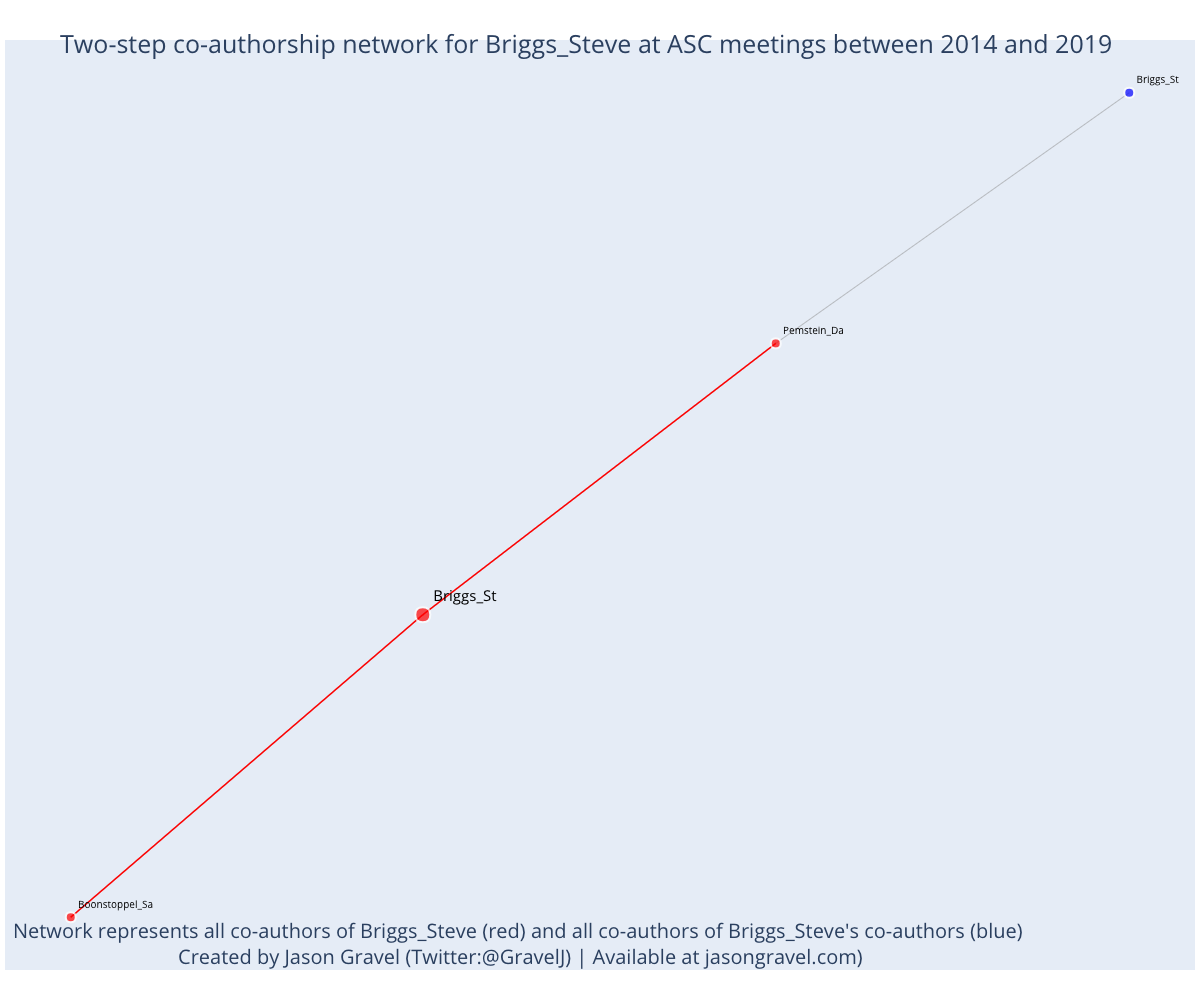 Two-step co-authorship network for Briggs_Steve at ASC meetings between 2014 and 2019
Briggs_St
Pemstein_Da
Briggs_St
Boonstoppel_Sa
Network represents all co-authors of Briggs_Steve (red) and all co-authors of Briggs_Steve's co-authors (blue)
Created by Jason Gravel (Twitter:@GravelJ) | Available at jasongravel.com)